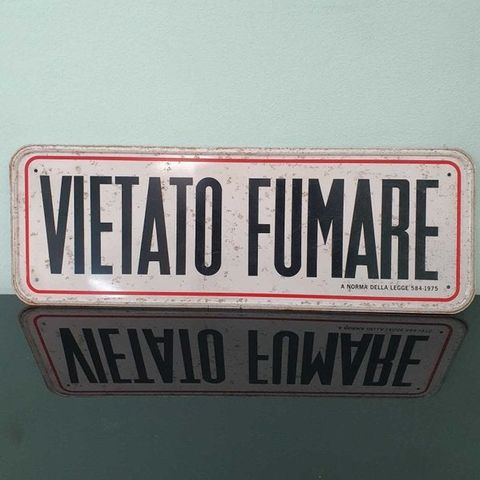 VIETATO FUMARE
A NORMA DELLA LEGGE 584-1975